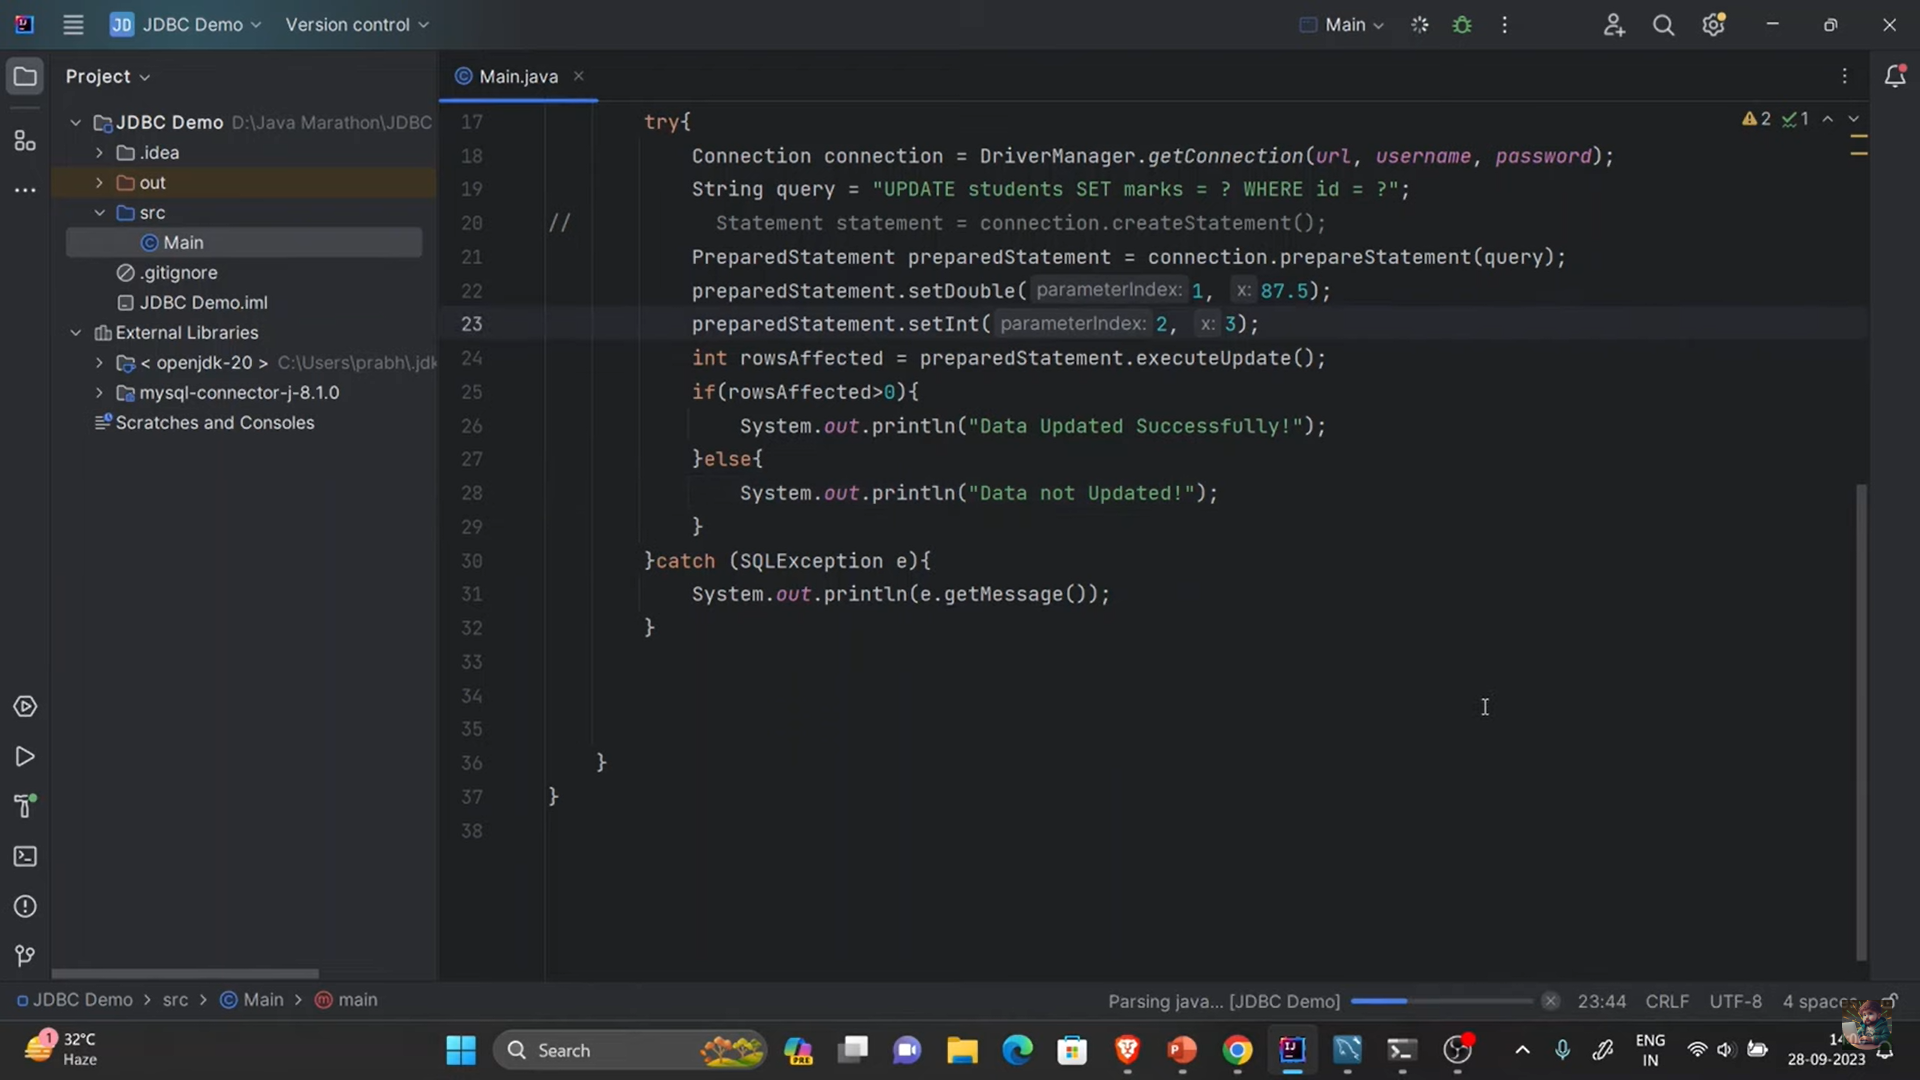 JD JDBC Demo Version control Main
Project
Main.java
JDBC Demo D:\Java Marathon\JDBC
.idea
out
src
Main
.gitignore
JDBC Demo.iml
External Libraries
< openjdk-20 > C:\Users\prabh\.jdk
mysql-connector-j-8.1.0
Scratches and Consoles
2 1
17 try{
18 Connection connection = DriverManager.getConnection(url, username, password);
19 String query = "UPDATE students SET marks = ? WHERE id = ?";
20 // Statement statement = connection.createStatement();
21 PreparedStatement preparedStatement = connection.prepareStatement(query);
22 preparedStatement.setDouble( parameterIndex: 1, x: 87.5);
23 preparedStatement.setInt( parameterIndex: 2, x: 3);
24 int rowsAffected = preparedStatement.executeUpdate();
25 if(rowsAffected>0){
26 System.out.println("Data Updated Successfully!");
27 }else{
28 System.out.println("Data not Updated!");
29 }
30 }catch (SQLException e){
31 System.out.println(e.getMessage());
32 }
33
34
35
36 }
37 }
38
JDBC Demo > src > Main > main Parsing java... [JDBC Demo] 23:44 CRLF UTF-8 4 spac
1 32°C
Haze
Search
PRE
ENG
IN
28-09-2023